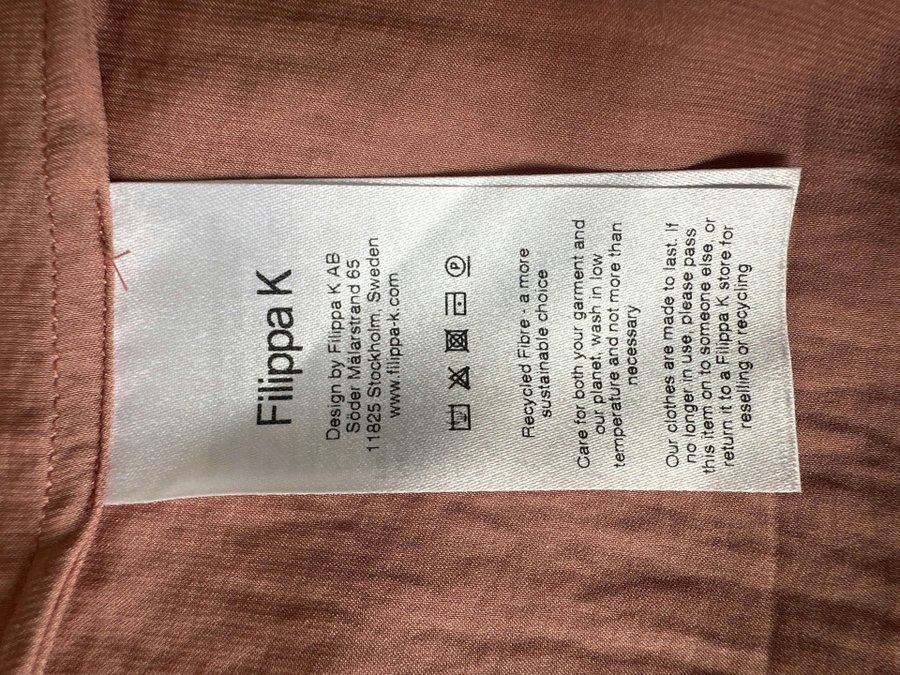 Filippa K
Design by Filippa K AB
Söder Mälarstrand 65
11825 Stockholm, Sweden
www.filippa-k.com
P
Recycled Fibre - a more
sustainable choice
Care for both your garment and
our planet, wash in low
temperature and not more than
necessary
Our clothes are made to last. If
no longer in use, please pass
this item on to someone else, or
return it to a Filippa K store for
reselling or recycling